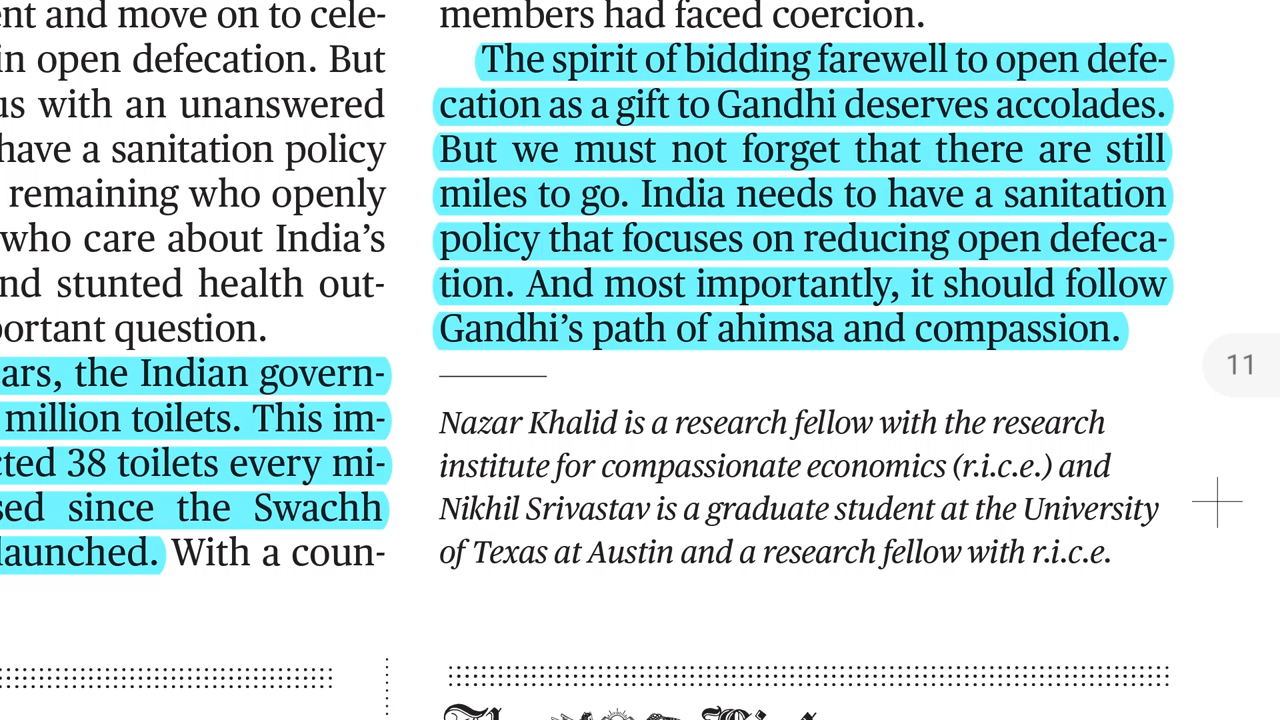 ent and move on to cele-
in open defecation. But
us with an unanswered
have a sanitation policy
remaining who openly
who care about India's
nd stunted health out-
portant question.
ars, the Indian govern-
million toilets. This im-
cted 38 toilets every mi-
sed since the Swachh
launched. With a coun-
members had faced coercion.
The spirit of bidding farewell to open defe-
cation as a gift to Gandhi deserves accolades.
But we must not forget that there are still
miles to go. India needs to have a sanitation
policy that focuses on reducing open defeca-
tion. And most importantly, it should follow
Gandhi's path of ahimsa and compassion.
Nazar Khalid is a research fellow with the research
institute for compassionate economics (r.i.c.e.) and
Nikhil Srivastav is a graduate student at the University
of Texas at Austin and a research fellow with r.i.c.e.
11